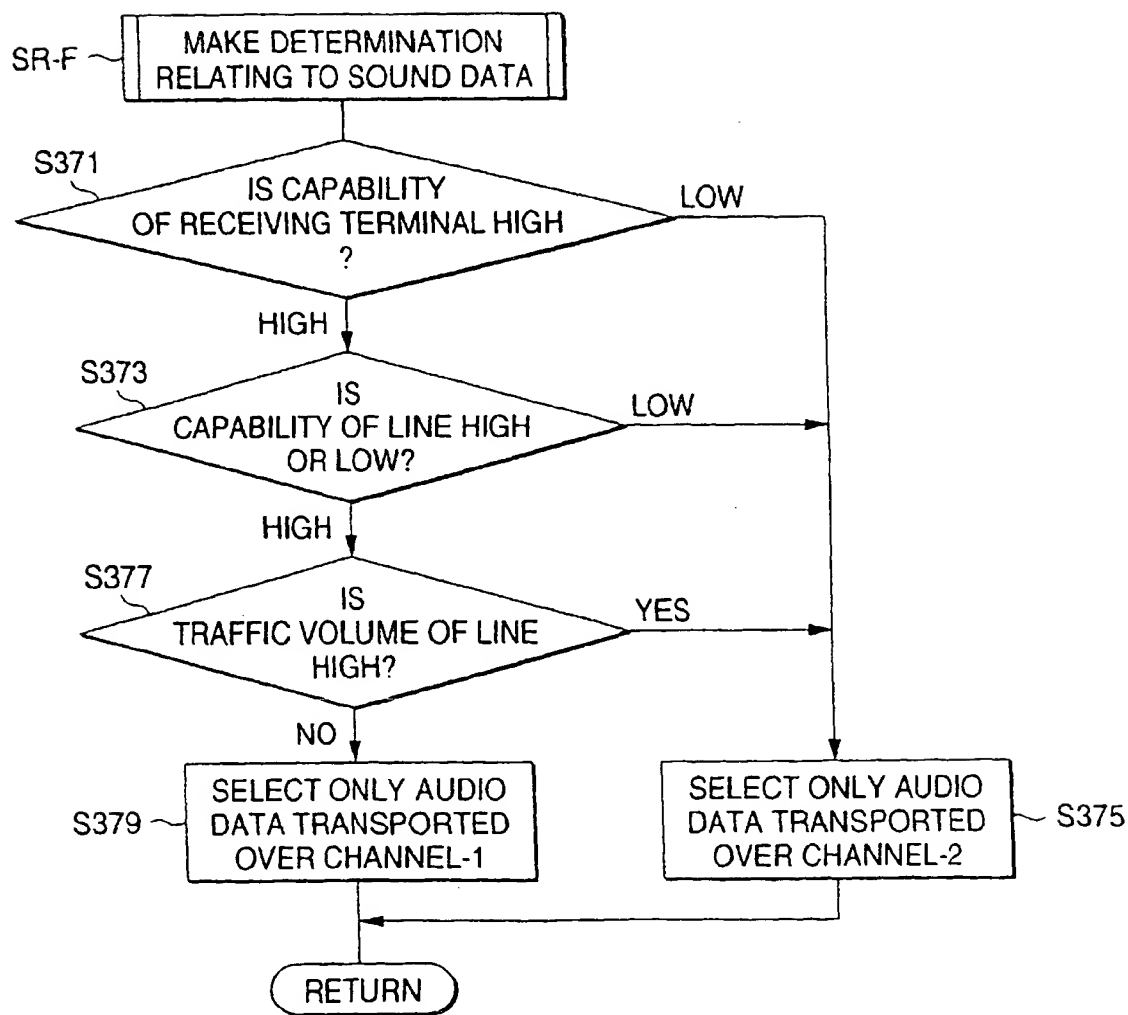 SR-F
MAKE DETERMINATION
RELATING TO SOUND DATA
S371
IS CAPABILITY
OF RECEIVING TERMINAL HIGH
?
LOW
HIGH
S373
IS
CAPABILITY OF LINE HIGH
OR LOW?
LOW
HIGH
S377
IS
TRAFFIC VOLUME OF LINE
HIGH?
YES
NO
S379
SELECT ONLY AUDIO
DATA TRANSPORTED
OVER CHANNEL-1
SELECT ONLY AUDIO
DATA TRANSPORTED
OVER CHANNEL-2
S375
RETURN